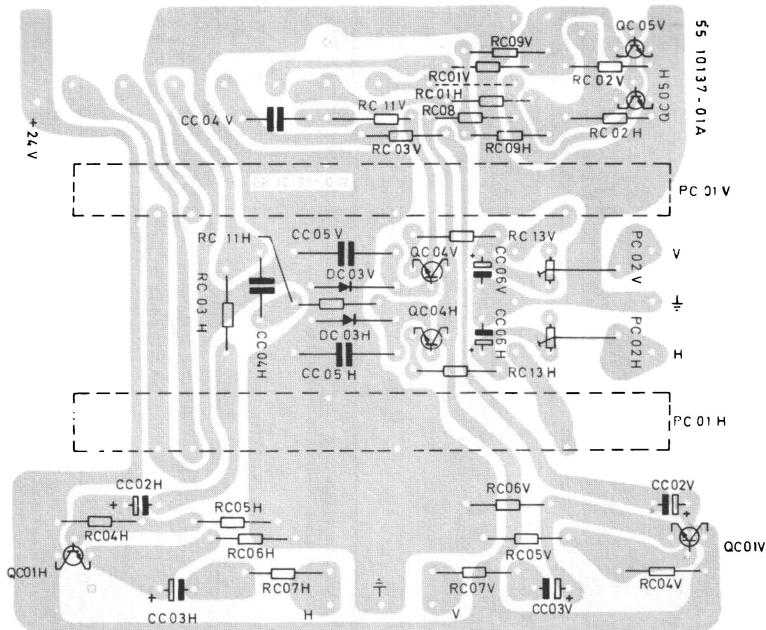 QC05V
RC09V
55 10137-01A
RC01V
RC02V
RC01H
QC05H
CC04V
RC11V
RC08
RC02H
RC03V
RC09H
+24V
PC01V
RC11H
CC05V
QC04V
RC13V
CC06V
PC02V
V
RC03H
DC03V
CC04H
DC03H
QC04H
CC06H
PC02H
H
CC05H
RC13H
PC01H
CC02H
RC06V
CC02V
+
RC05H
+
RC04H
RC06H
RC05V
QC01V
QC01H
RC07H
RC07V
RC04V
+
CC03H
H
V
CC03V
+